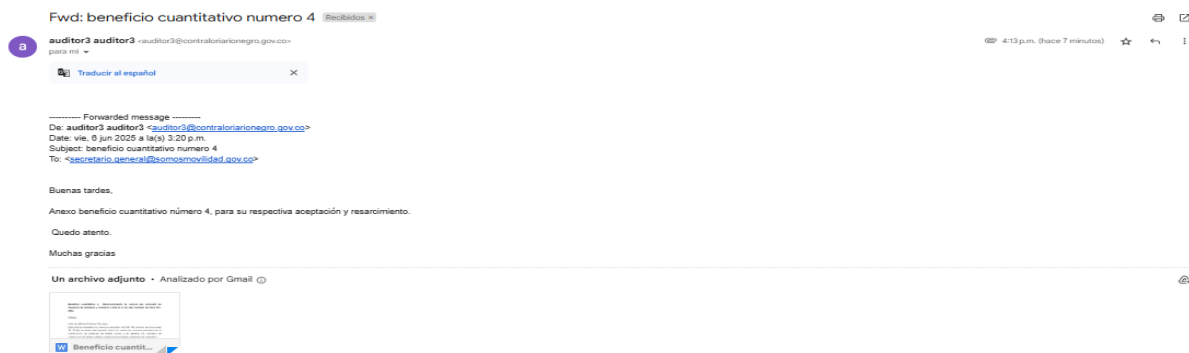 Fwd: beneficio cuantitativo numero 4 Recibidos ×
a
auditor3 auditor3 <auditor3@contraloriarionegro.gov.co> 4:13 p.m. (hace 7 minutos)
para mi
Traducir al español ×
---------- Forwarded message ---------
De: auditor3 auditor3 <auditor3@contraloriarionegro.gov.co>
Date: vie, 6 jun 2025 a la(s) 3:20 p.m.
Subject: beneficio cuantitativo numero 4
To: <secretario.general@somosmovilidad.gov.co>
Buenas tardes,
Anexo beneficio cuantitativo número 4, para su respectiva aceptación y resarcimiento.
Quedo atento.
Muchas gracias
Un archivo adjunto • Analizado por Gmail
W Beneficio cuantit...